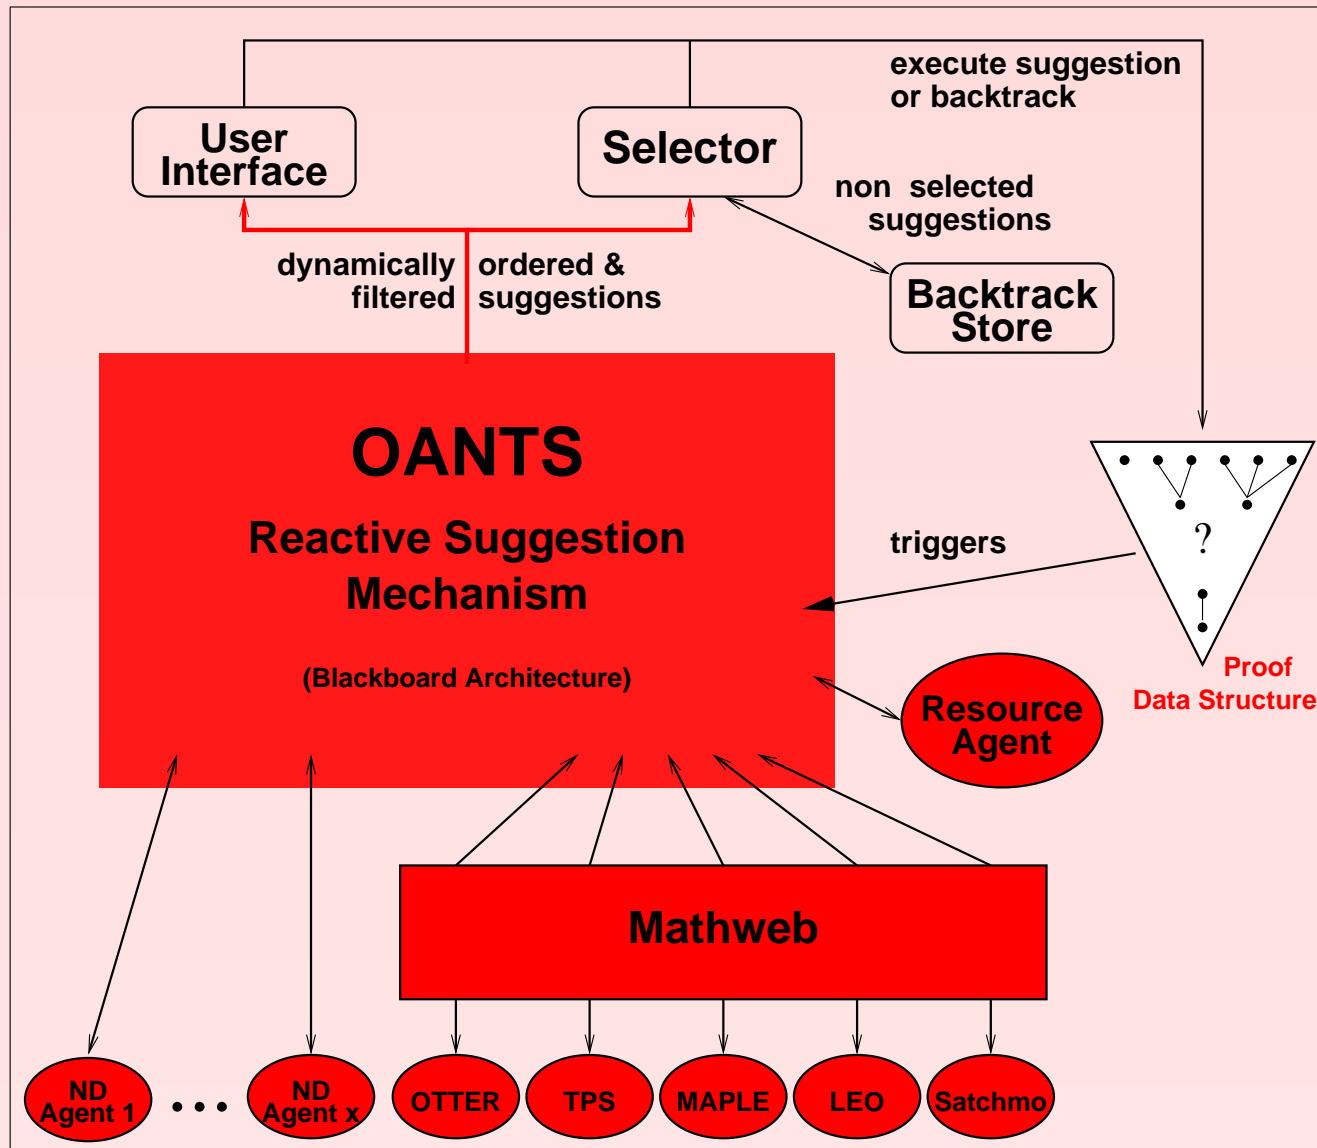 execute suggestion
or backtrack
User
Interface
Selector
non selected
suggestions
dynamically ordered &
filtered suggestions
Backtrack
Store
OANTS
Reactive Suggestion
Mechanism
(Blackboard Architecture)
triggers
?
Proof
Data Structure
Resource
Agent
Mathweb
ND
Agent 1
• • •
ND
Agent x
OTTER
TPS
MAPLE
LEO
Satchmo